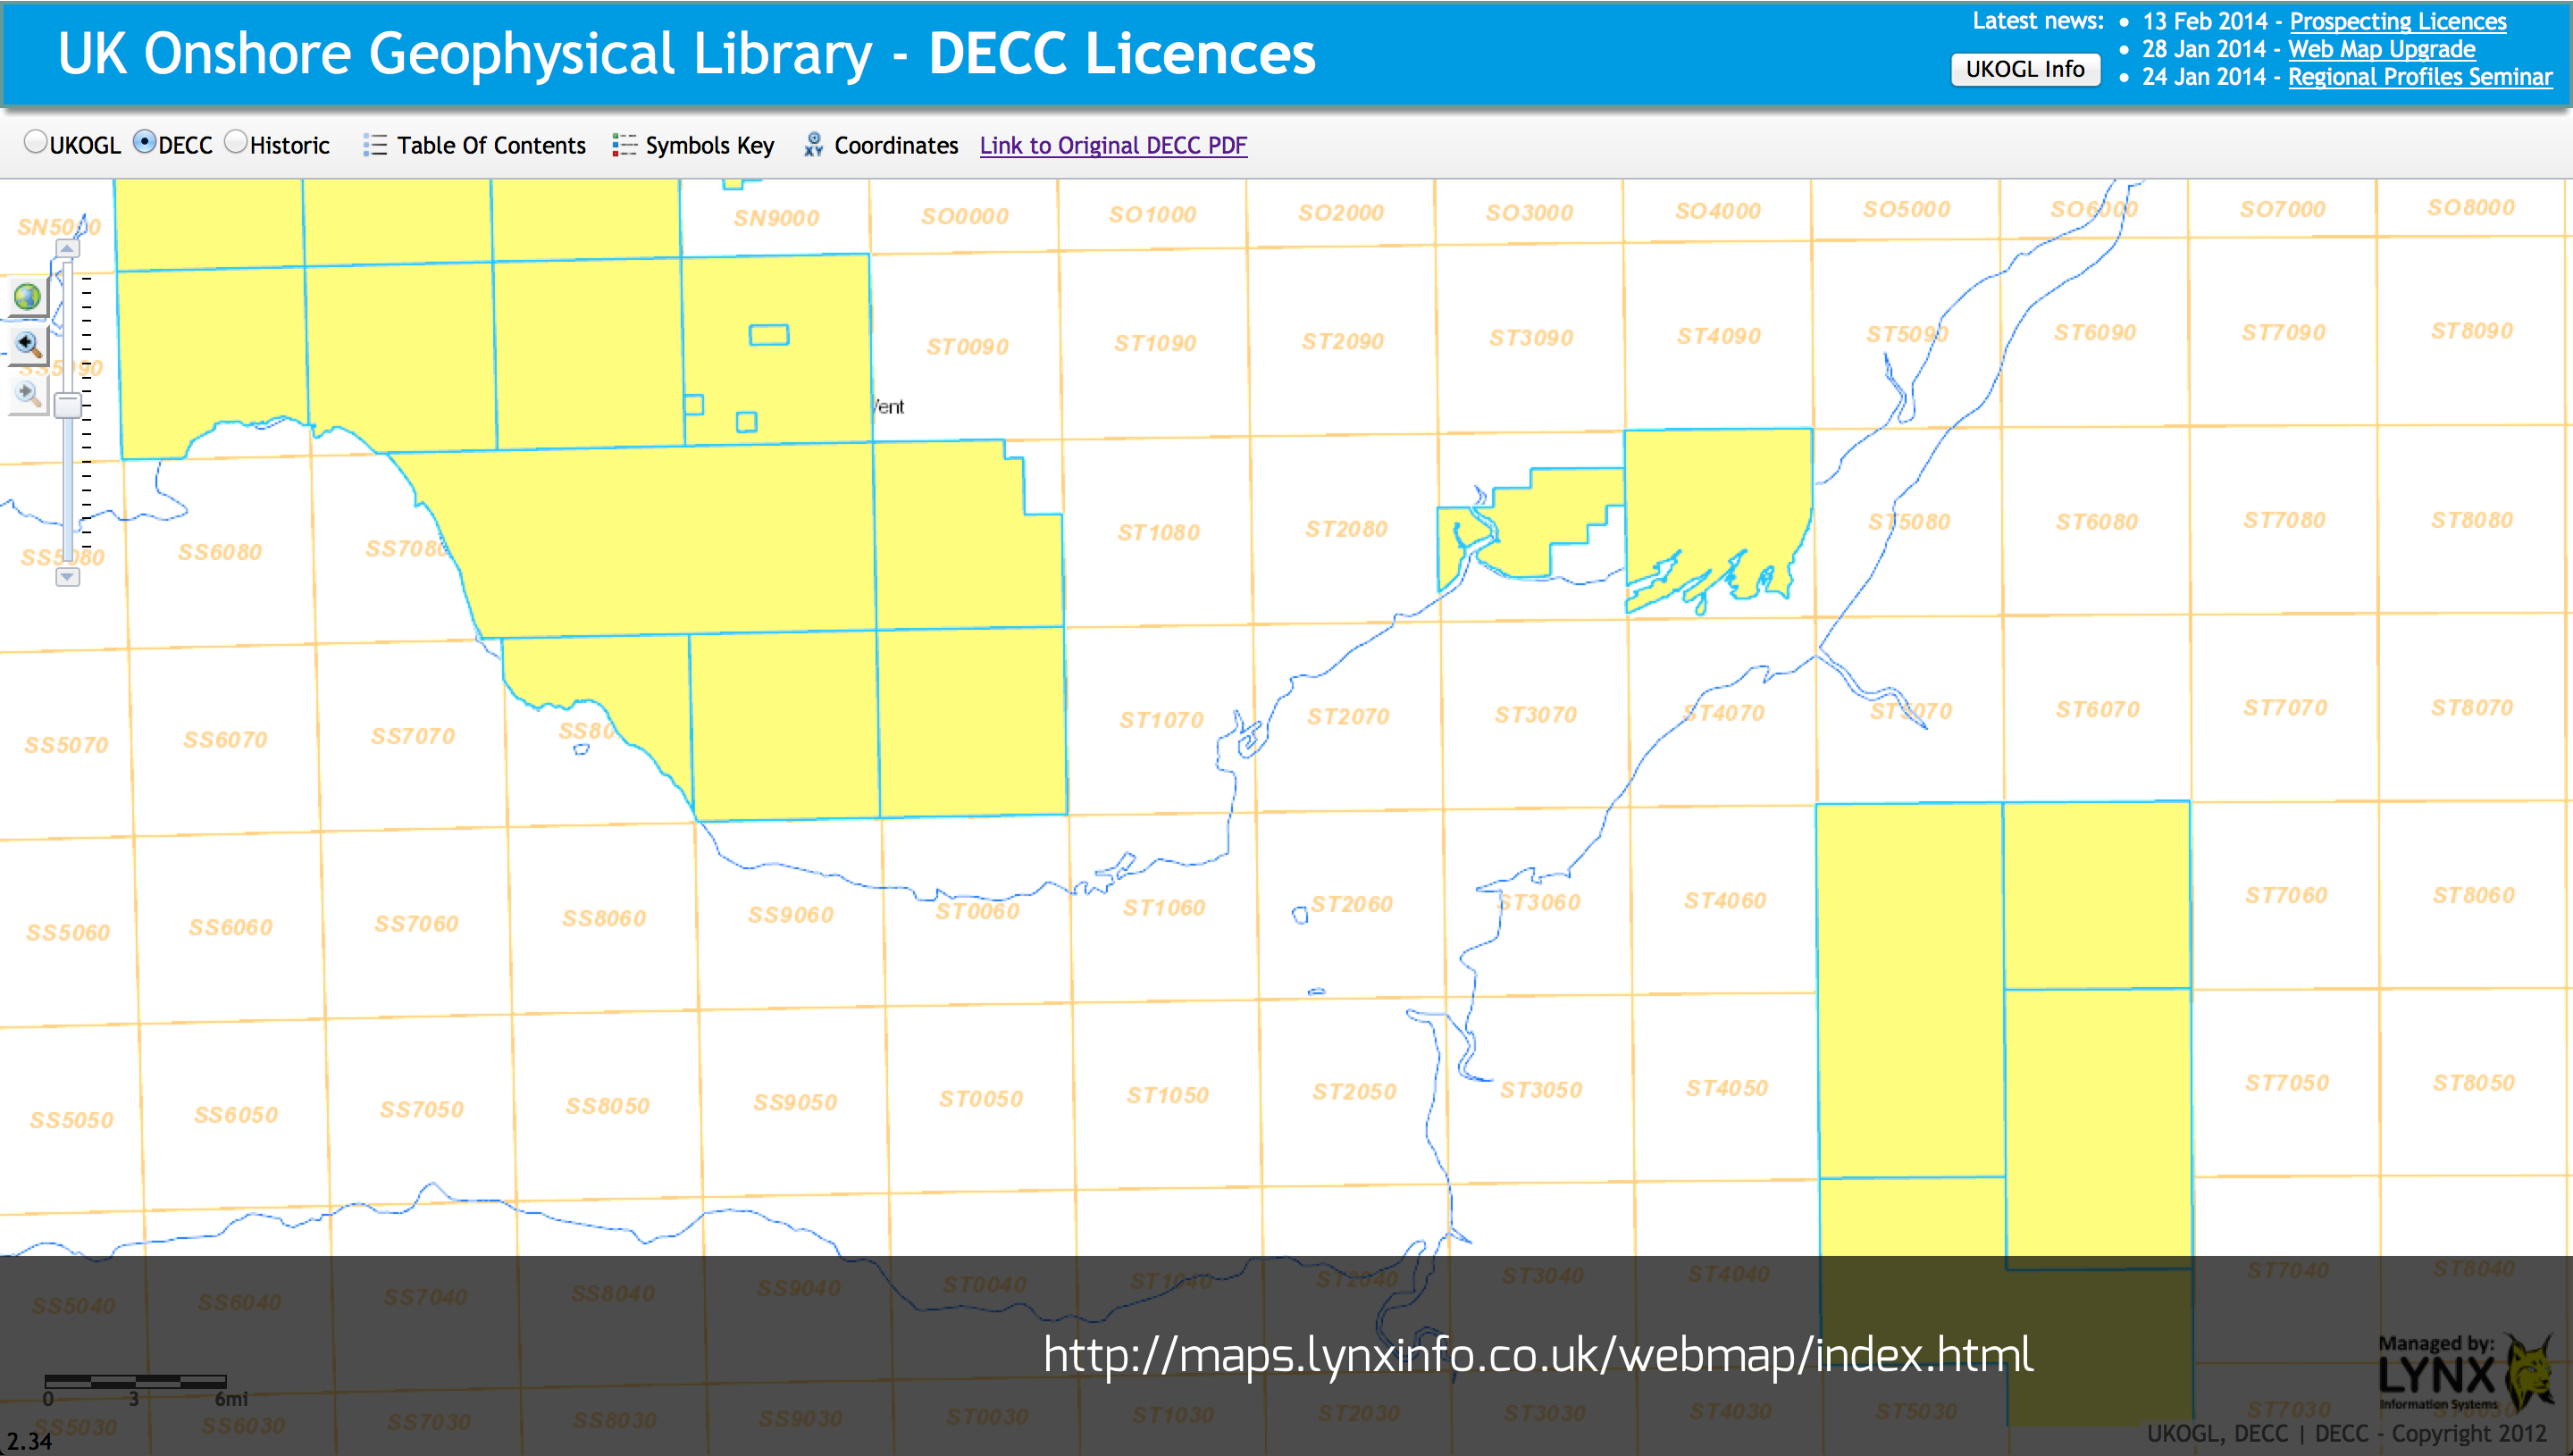 UK Onshore Geophysical Library - DECC Licences
Latest news:
• 13 Feb 2014 - Prospecting Licences
• 28 Jan 2014 - Web Map Upgrade
• 24 Jan 2014 - Regional Profiles Seminar
UKOGL Info
UKOGL DECC Historic Table Of Contents Symbols Key Coordinates Link to Original DECC PDF
SN9000 SO0000 SO1000 SO2000 SO3000 SO4000 SO5000 SO6000 SO7000 SO8000
ST0090 ST1090 ST2090 ST3090 ST4090 ST5090 ST6090 ST7090 ST8090
SS5080 SS6080 SS7080 ST1080 ST2080 ST5080 ST6080 ST7080 ST8080
SS5070 SS6070 SS7070 SS80 ST1070 ST2070 ST3070 ST4070 ST5070 ST6070 ST7070 ST8070
SS5060 SS6060 SS7060 SS8060 SS9060 ST0060 ST1060 ST2060 ST3060 ST4060 ST7060 ST8060
SS5050 SS6050 SS7050 SS8050 SS9050 ST0050 ST1050 ST2050 ST3050 ST4050 ST7050 ST8050
SS5040 SS6040 SS7040 SS8040 SS9040 ST0040 ST1040 ST2040 ST3040 ST4040 ST7040 ST8040
http://maps.lynxinfo.co.uk/webmap/index.html
Managed by:
LYNX
Information Systems
0 3 6mi
SS5030 SS6030 SS7030 SS8030 SS9030 ST0030 ST1030 ST2030 ST3030 ST4030 ST5030 ST7030
2.34
UKOGL, DECC | DECC - Copyright 2012